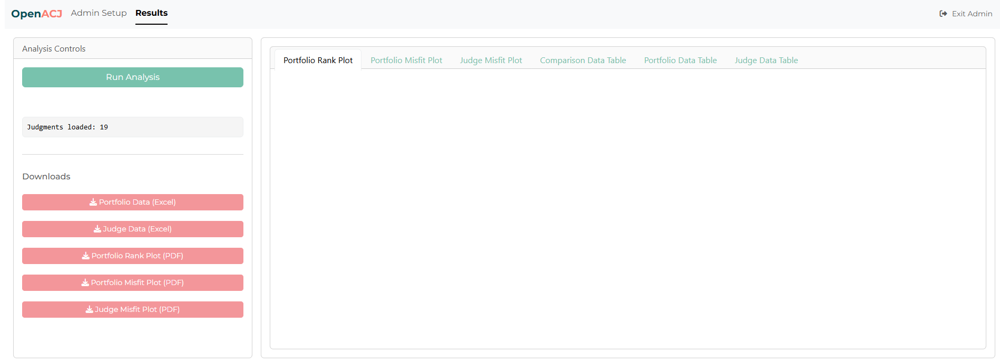 OpenACJ Admin Setup Results Exit Admin
Analysis Controls
Run Analysis
Judgments loaded: 19
Downloads
Portfolio Data (Excel)
Judge Data (Excel)
Portfolio Rank Plot (PDF)
Portfolio Misfit Plot (PDF)
Judge Misfit Plot (PDF)
Portfolio Rank Plot Portfolio Misfit Plot Judge Misfit Plot Comparison Data Table Portfolio Data Table Judge Data Table